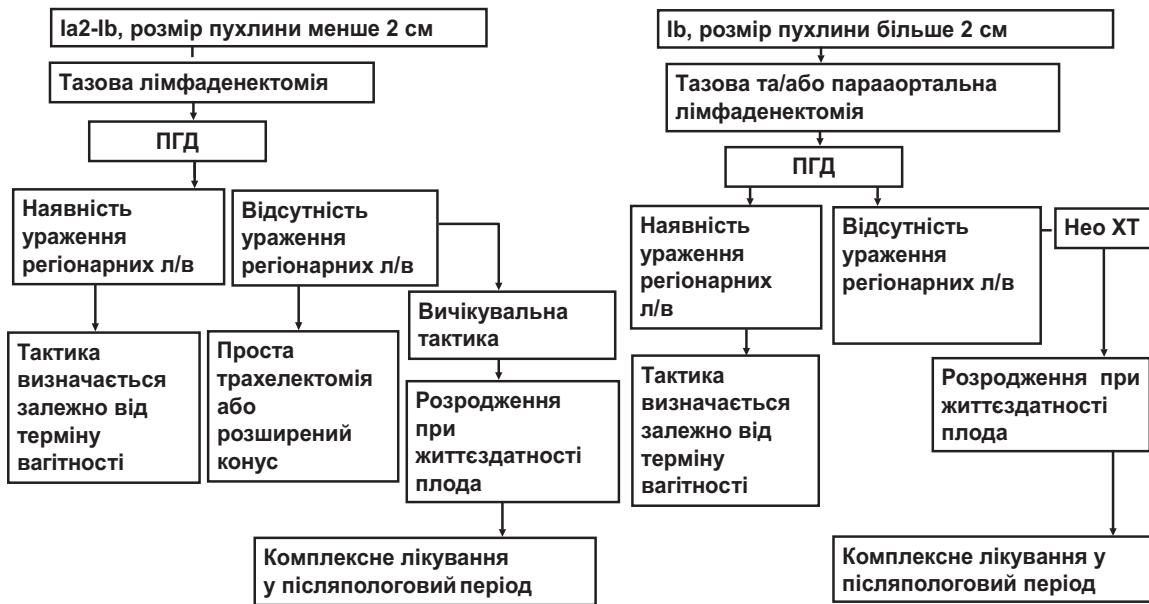 Ia2-Ib, розмір пухлини менше 2 см
Тазова лімфаденектомія
ПГД
Наявність
ураження
регіонарних л/в
Відсутність
ураження
регіонарних л/в
Вичікувальна
тактика
Тактика
визначається
залежно від
терміну
вагітності
Проста
трахелектомія
або
розширений
конус
Розродження
при
життєздатності
плода
Комплексне лікування
у післяпологовий період
Ib, розмір пухлини більше 2 см
Тазова та/або парааортальна
лімфаденектомія
ПГД
Наявність
ураження
регіонарних
л/в
Відсутність
ураження
регіонарних л/в
Нео ХТ
Тактика
визначається
залежно від
терміну
вагітності
Розродження при
життєздатності
плода
Комплексне лікування у
післяпологовий період